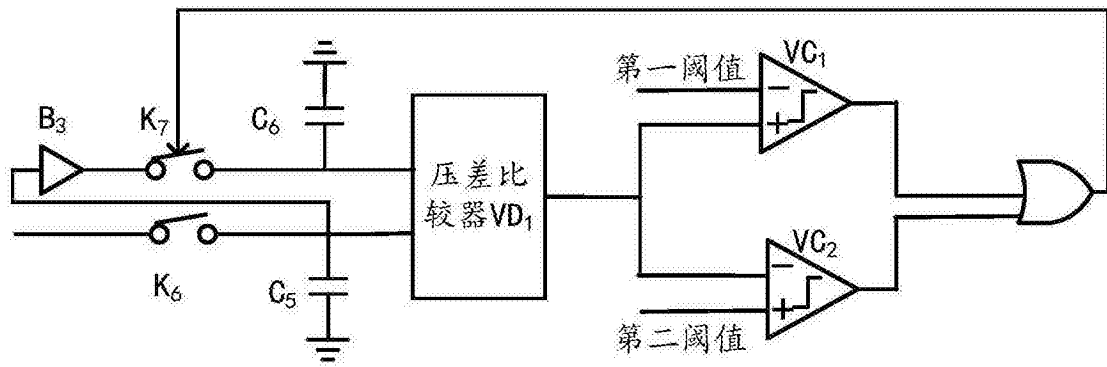 VC₁
第一阈值
−
+
B₃
K₇
C₆
压差比
较器VD₁
VC₂
−
+
K₆
C₅
第二阈值